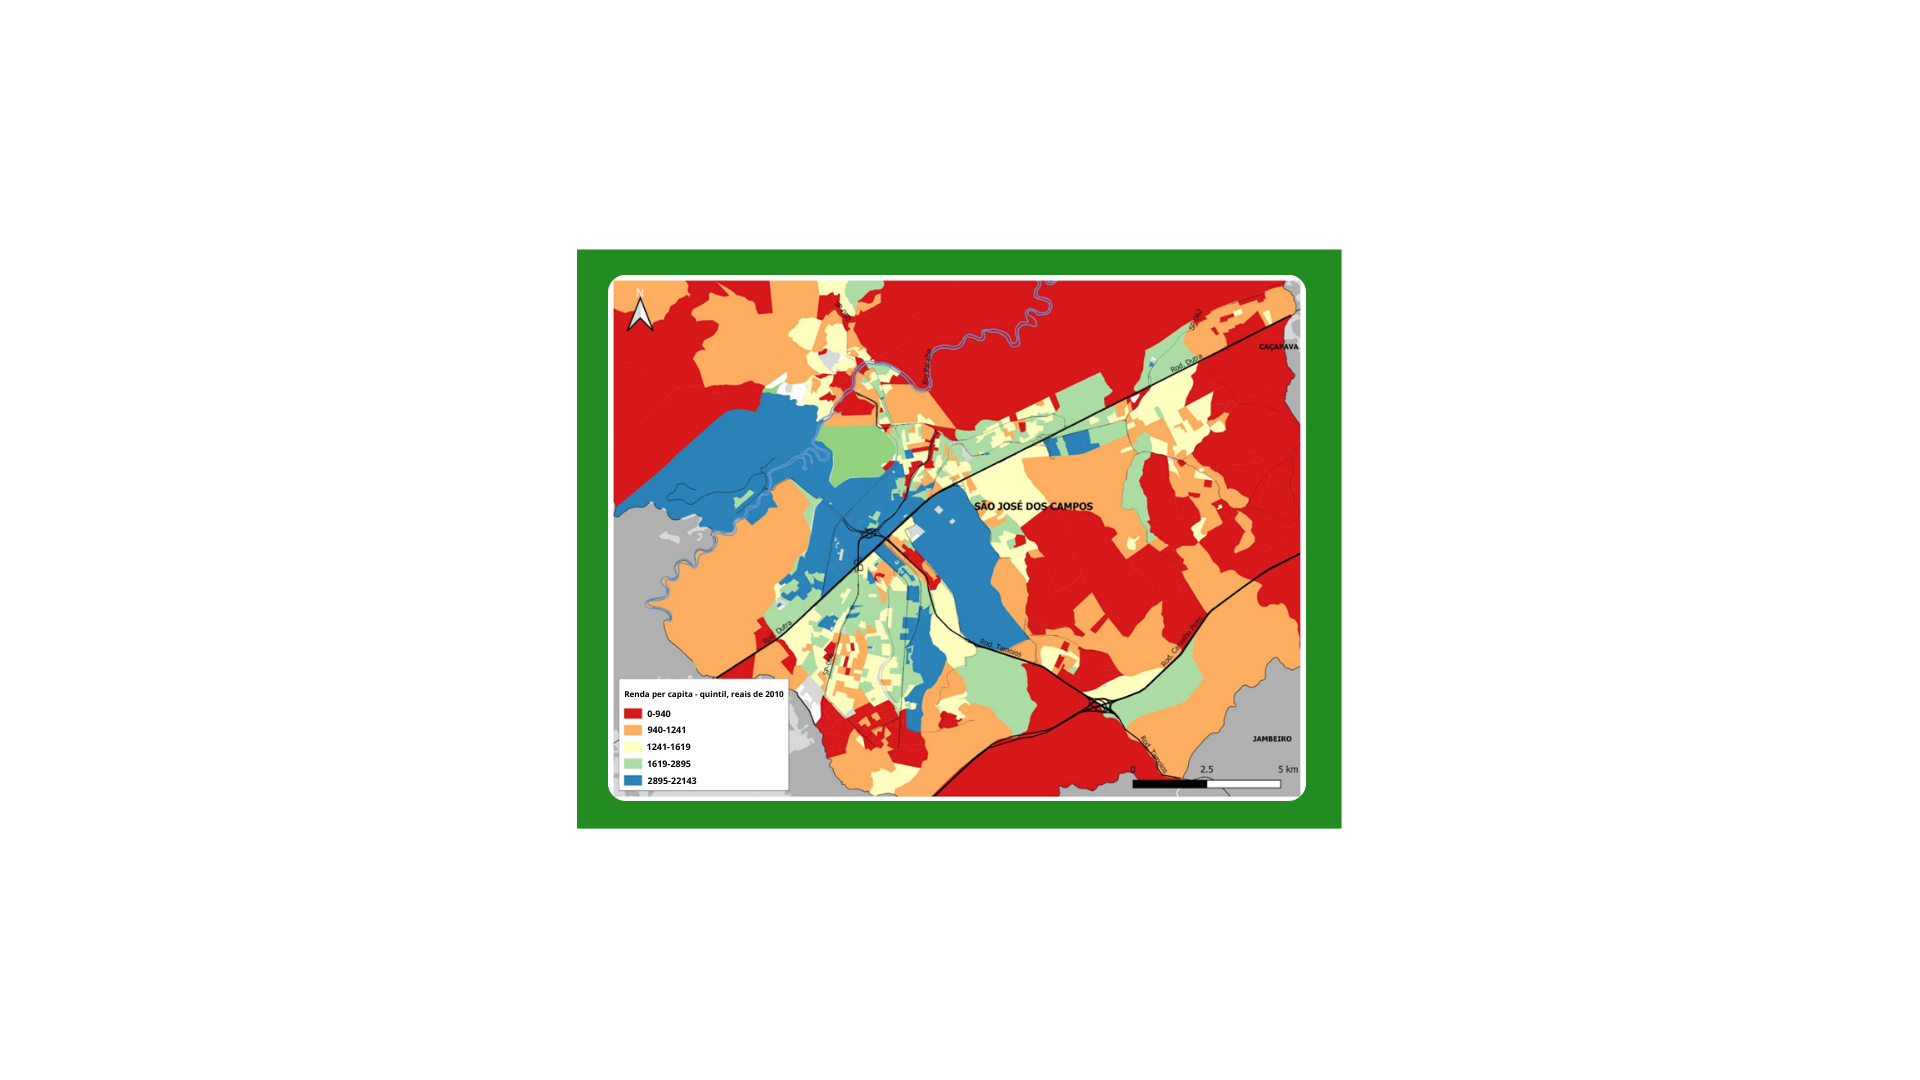 N
SP-062
CAÇAPAVA
Rod. Dutra
SÃO JOSÉ DOS CAMPOS
Rod. Dutra
Rod. Tamoios
Rod. Carvalho Pinto
Rod. Tamoios
JAMBEIRO
Renda per capita - quintil, reais de 2010
0-940
940-1241
1241-1619
1619-2895
2895-22143
0 2.5 5 km